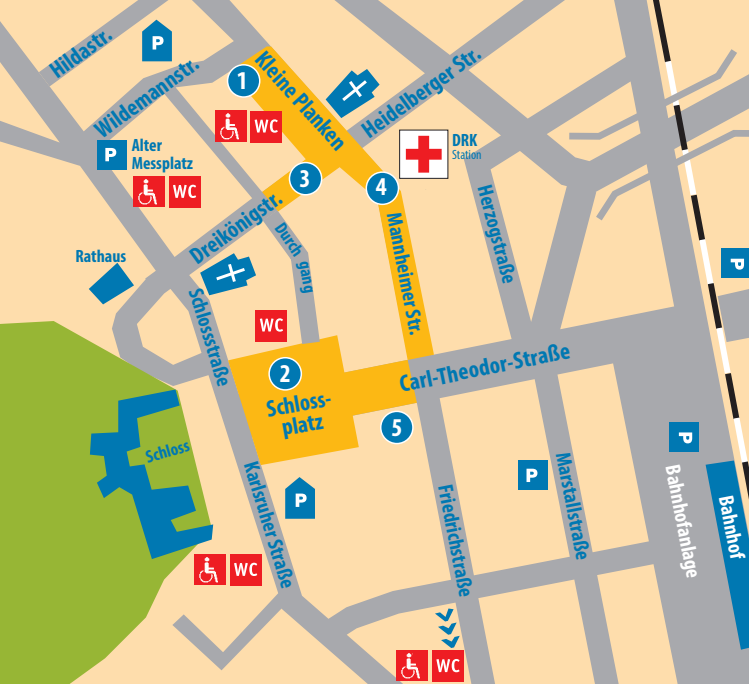 Hildastr.
P
Wildemannstr.
1
Kleine Planken
Heidelberger Str.
WC
DRK
Station
P
Alter
Messplatz
WC
3
4
Dreikönigstr.
Durch gang
Mannheimer Str.
Herzogstraße
Rathaus
P
Schlossstraße
WC
2
Schloss-
platz
Carl-Theodor-Straße
5
Schloss
P
Karlsruher Straße
P
P
Friedrichstraße
Marstallstraße
Bahnhofanlage
Bahnhof
WC
WC